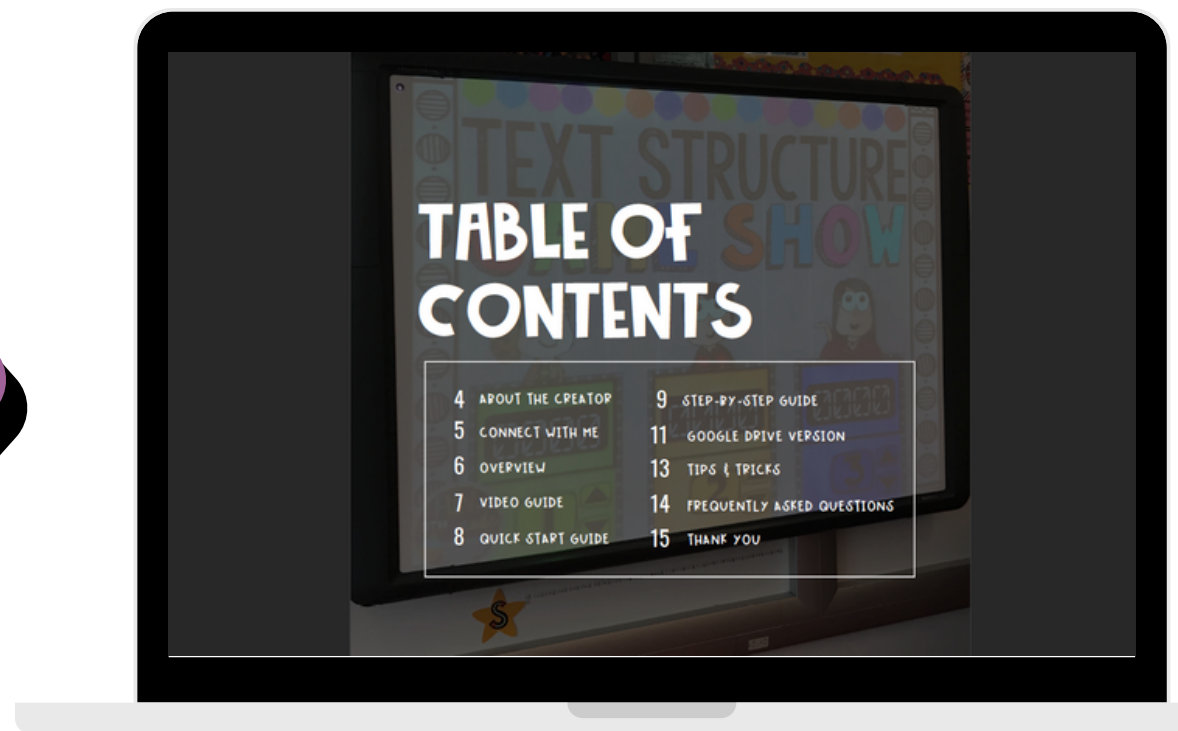 TEXT STRUCTURE
SHOW
TABLE OF
CONTENTS
4 ABOUT THE CREATOR
5 CONNECT WITH ME
6 OVERVIEW
7 VIDEO GUIDE
8 QUICK START GUIDE
9 STEP-BY-STEP GUIDE
11 GOOGLE DRIVE VERSION
13 TIPS & TRICKS
14 FREQUENTLY ASKED QUESTIONS
15 THANK YOU
S